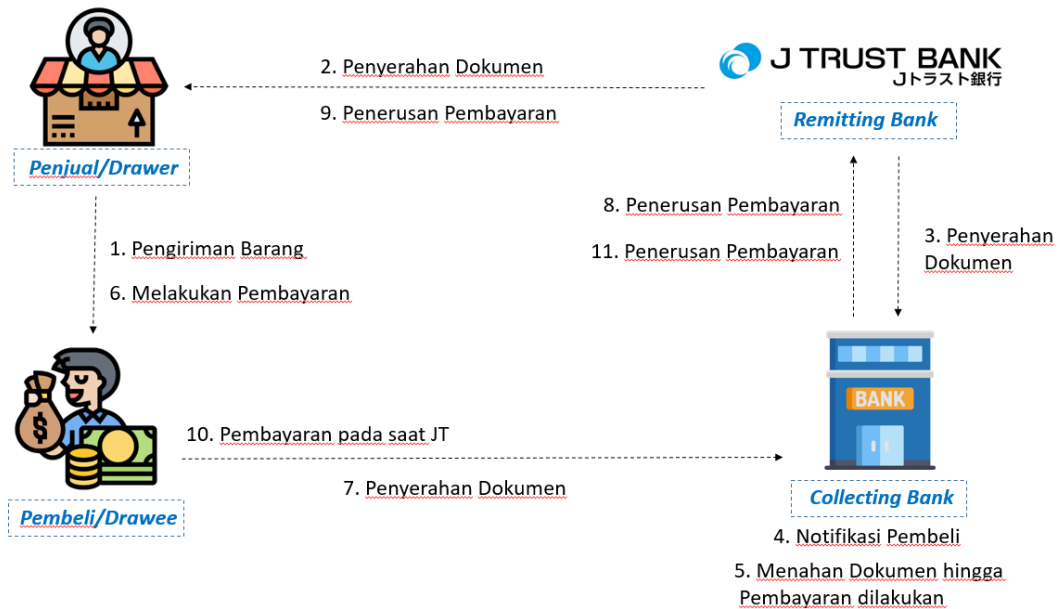 J TRUST BANK
Jトラスト銀行
2. Penyerahan Dokumen
9. Penerusan Pembayaran
Remitting Bank
Penjual/Drawer
8. Penerusan Pembayaran
11. Penerusan Pembayaran
3. Penyerahan
Dokumen
1. Pengiriman Barang
6. Melakukan Pembayaran
$
BANK
10. Pembayaran pada saat JT
7. Penyerahan Dokumen
Collecting Bank
Pembeli/Drawee
4. Notifikasi Pembeli
5. Menahan Dokumen hingga
Pembayaran dilakukan